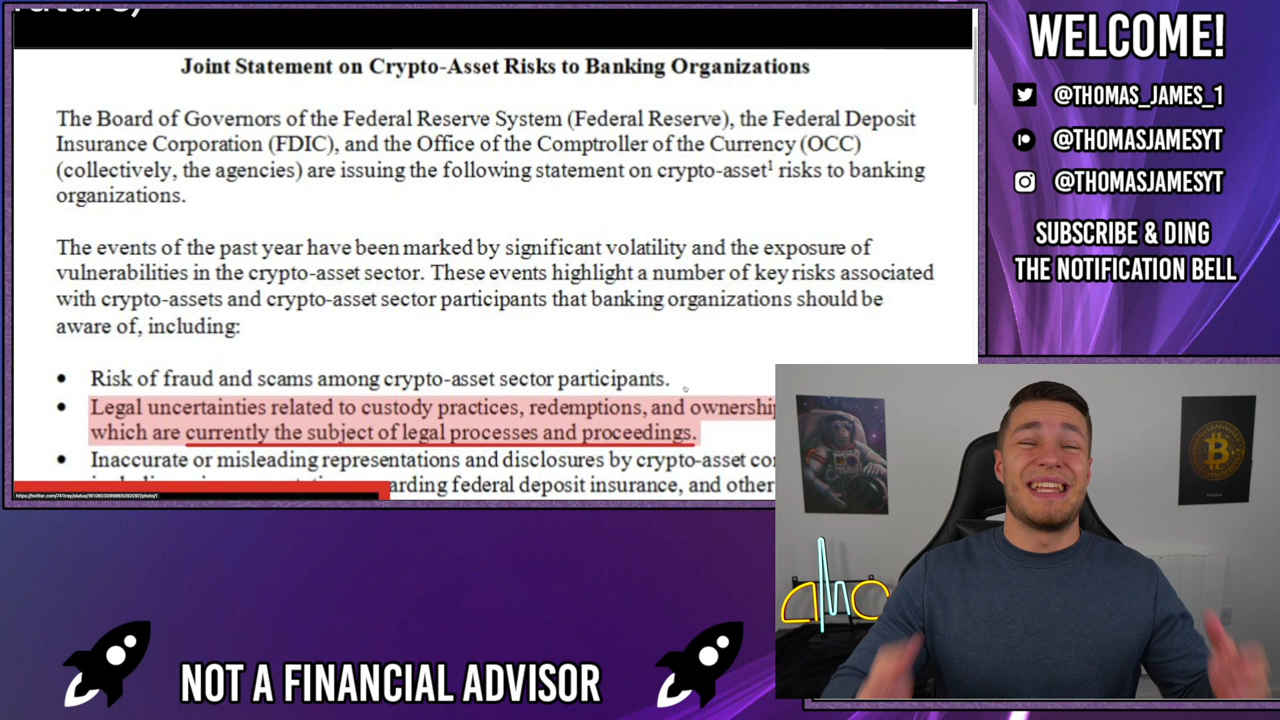 Joint Statement on Crypto-Asset Risks to Banking Organizations
The Board of Governors of the Federal Reserve System (Federal Reserve), the Federal Deposit
Insurance Corporation (FDIC), and the Office of the Comptroller of the Currency (OCC)
(collectively, the agencies) are issuing the following statement on crypto-asset¹ risks to banking
organizations.
The events of the past year have been marked by significant volatility and the exposure of
vulnerabilities in the crypto-asset sector. These events highlight a number of key risks associated
with crypto-assets and crypto-asset sector participants that banking organizations should be
aware of, including:
• Risk of fraud and scams among crypto-asset sector participants.
• Legal uncertainties related to custody practices, redemptions, and ownership
which are currently the subject of legal processes and proceedings.
• Inaccurate or misleading representations and disclosures by crypto-asset
federal deposit insurance, and other
WELCOME!
@THOMAS_JAMES_1
@THOMASJAMESYT
@THOMASJAMESYT
SUBSCRIBE & DING
THE NOTIFICATION BELL
NOT A FINANCIAL ADVISOR